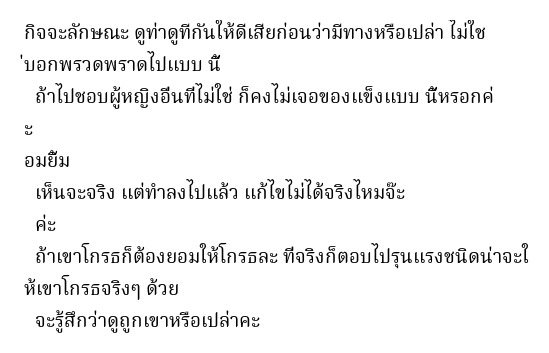 กิจจะลักษณะ ดูท่าดูทีกันให้ดีเสียก่อนว่ามีทางหรือเปล่า ไม่ใช
่บอกพรวดพราดไปแบบ นี้
ถ้าไปชอบผู้หญิงอื่นที่ไม่ใช่ ก็คงไม่เจอของแข็งแบบ นี้หรอกค่
ะ
อมยิ้ม
เห็นจะจริง แต่ทำลงไปแล้ว แก้ไขไม่ได้จริงไหมจ๊ะ
ค่ะ
ถ้าเขาโกรธก็ต้องยอมให้โกรธละ ที่จริงก็ตอบไปรุนแรงชนิดน่าจะใ
ห้เขาโกรธจริงๆ ด้วย
จะรู้สึกว่าดูถูกเขาหรือเปล่าคะ